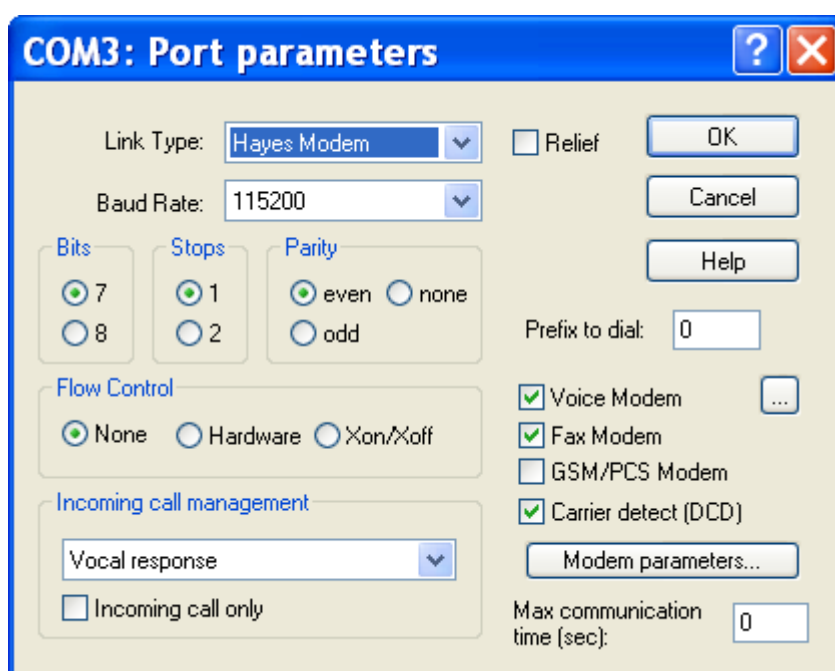 COM3: Port parameters
Link Type: Hayes Modem Relief OK
Baud Rate: 115200 Cancel
Bits Stops Parity Help
7 1 even none
8 2 odd Prefix to dial: 0
Flow Control
None Hardware Xon/Xoff
Voice Modem ...
Fax Modem
GSM/PCS Modem
Carrier detect (DCD)
Incoming call management
Vocal response Modem parameters...
Incoming call only
Max communication
time (sec): 0